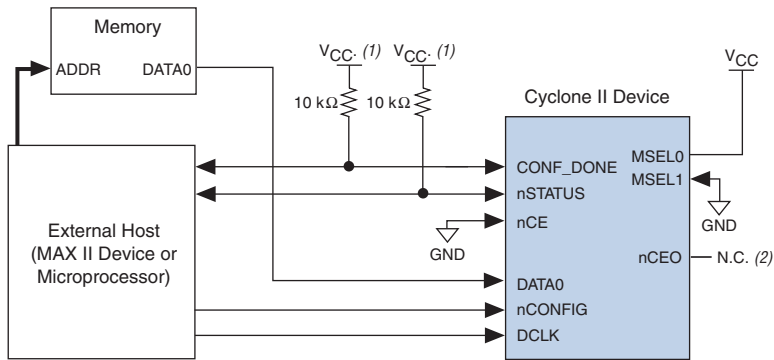 Memory
ADDR
DATA0
VCC. (1)
VCC. (1)
10 kΩ
10 kΩ
VCC
Cyclone II Device
MSEL0
MSEL1
GND
CONF_DONE
nSTATUS
nCE
GND
nCEO
N.C. (2)
External Host
(MAX II Device or
Microprocessor)
DATA0
nCONFIG
DCLK